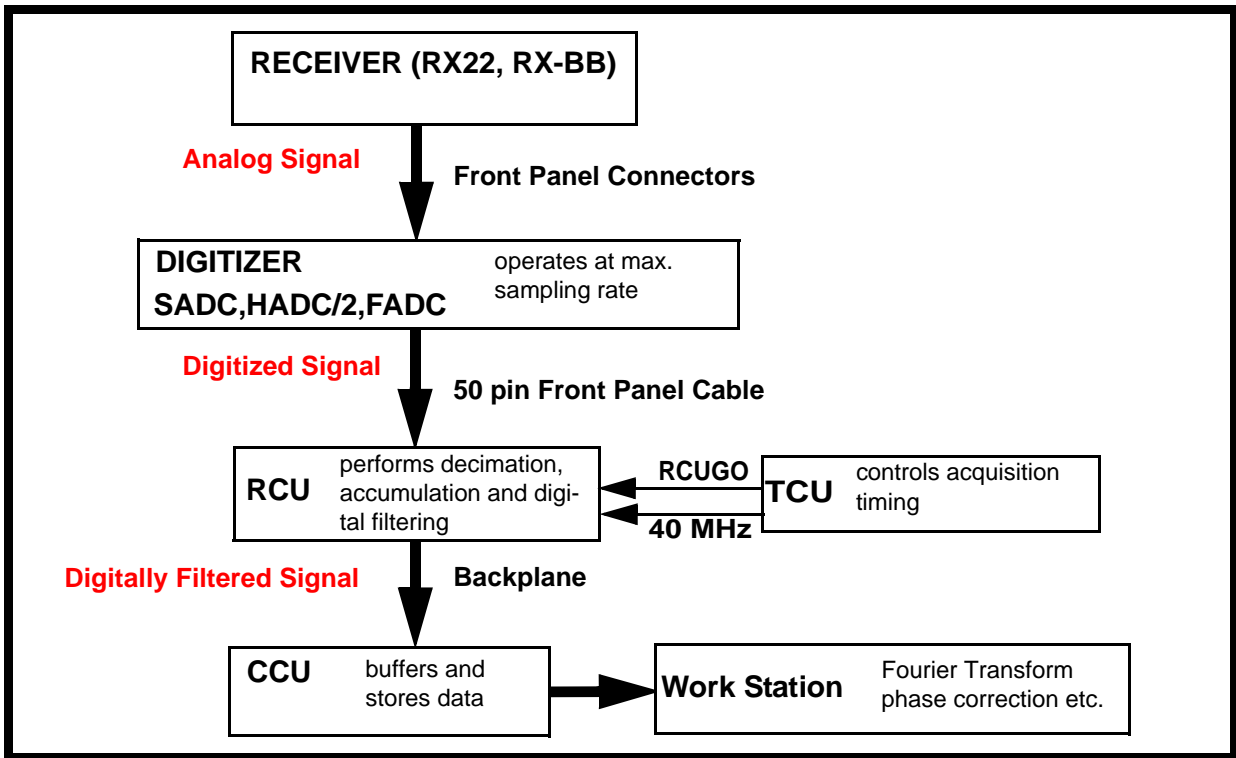 RECEIVER (RX22, RX-BB)
Analog Signal
Front Panel Connectors
DIGITIZER
SADC,HADC/2,FADC
operates at max.
sampling rate
Digitized Signal
50 pin Front Panel Cable
RCU
performs decimation,
accumulation and digi-
tal filtering
RCUGO
40 MHz
TCU
controls acquisition
timing
Digitally Filtered Signal
Backplane
CCU
buffers and
stores data
Work Station
Fourier Transform
phase correction etc.